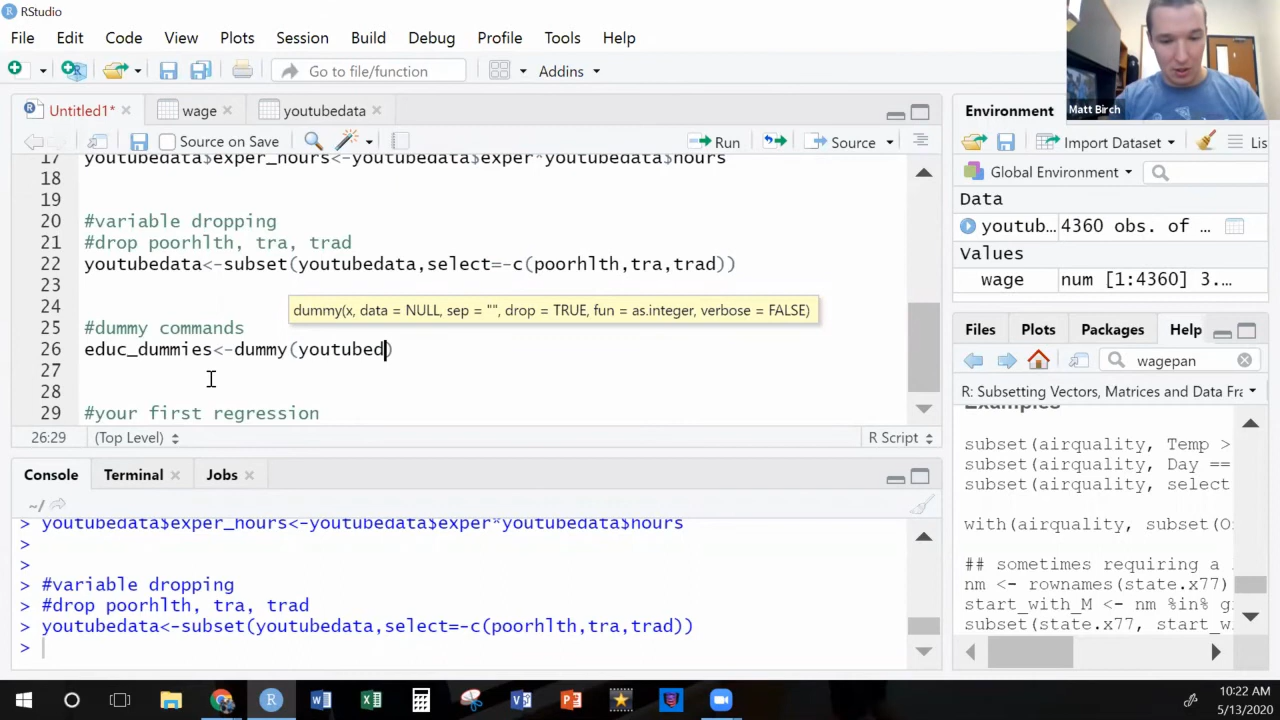 RStudio
File Edit Code View Plots Session Build Debug Profile Tools Help
Go to file/function Addins
Matt Birch
Untitled1* wage youtubedata
Source on Save Run Source
17 youtubedata$exper_hours<-youtubedata$exper*youtubedata$hours
18
19
20 #variable dropping
21 #drop poorhlth, tra, trad
22 youtubedata<-subset(youtubedata,select=-c(poorhlth,tra,trad))
23
24
dummy(x, data = NULL, sep = "", drop = TRUE, fun = as.integer, verbose = FALSE)
25 #dummy commands
26 educ_dummies<-dummy(youtubed)
27
28
29 #your first regression
26:29 (Top Level) R Script
Console Terminal Jobs
~/
> youtubedata$exper_hours<-youtubedata$exper*youtubedata$hours
>
>
> #variable dropping
> #drop poorhlth, tra, trad
> youtubedata<-subset(youtubedata,select=-c(poorhlth,tra,trad))
>
Environment
Import Dataset Lis
Global Environment
Data
youtub… 4360 obs. of …
Values
wage num [1:4360] 3.…
Files Plots Packages Help
wagepan
R: Subsetting Vectors, Matrices and Data Fra
Examples
subset(airquality, Temp >
subset(airquality, Day ==
subset(airquality, select
with(airquality, subset(O
## sometimes requiring a
nm <- rownames(state.x77)
start_with_M <- nm %in% g
subset(state.x77, start_w
10:22 AM
5/13/2020